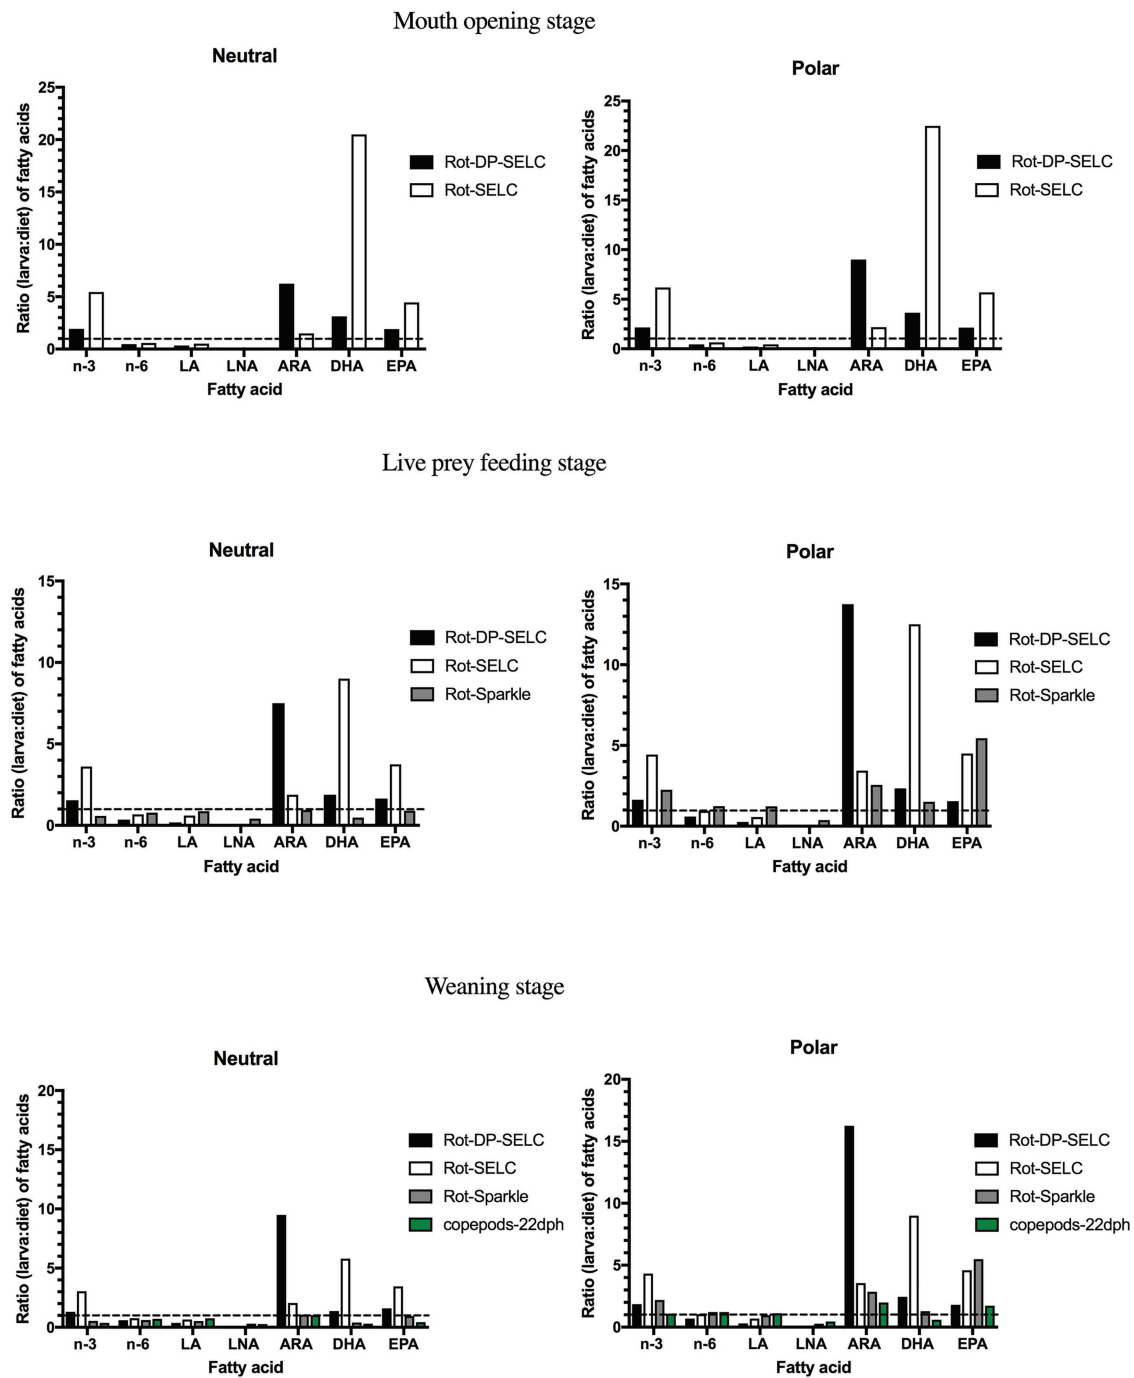 Mouth opening stage
Neutral
Ratio (larva:diet) of fatty acids
25
20
15
10
5
0
n-3 n-6 LA LNA ARA DHA EPA
Fatty acid
Rot-DP-SELC
Rot-SELC
Polar
Ratio (larva:diet) of fatty acids
25
20
15
10
5
0
n-3 n-6 LA LNA ARA DHA EPA
Fatty acid
Rot-DP-SELC
Rot-SELC
Live prey feeding stage
Neutral
Ratio (larva:diet) of fatty acids
15
10
5
0
n-3 n-6 LA LNA ARA DHA EPA
Fatty acid
Rot-DP-SELC
Rot-SELC
Rot-Sparkle
Polar
Ratio (larva:diet) of fatty acids
15
10
5
0
n-3 n-6 LA LNA ARA DHA EPA
Fatty acid
Rot-DP-SELC
Rot-SELC
Rot-Sparkle
Weaning stage
Neutral
Ratio (larva:diet) of fatty acids
20
15
10
5
0
n-3 n-6 LA LNA ARA DHA EPA
Fatty acid
Rot-DP-SELC
Rot-SELC
Rot-Sparkle
copepods-22dph
Polar
Ratio (larva:diet) of fatty acids
20
15
10
5
0
n-3 n-6 LA LNA ARA DHA EPA
Fatty acid
Rot-DP-SELC
Rot-SELC
Rot-Sparkle
copepods-22dph